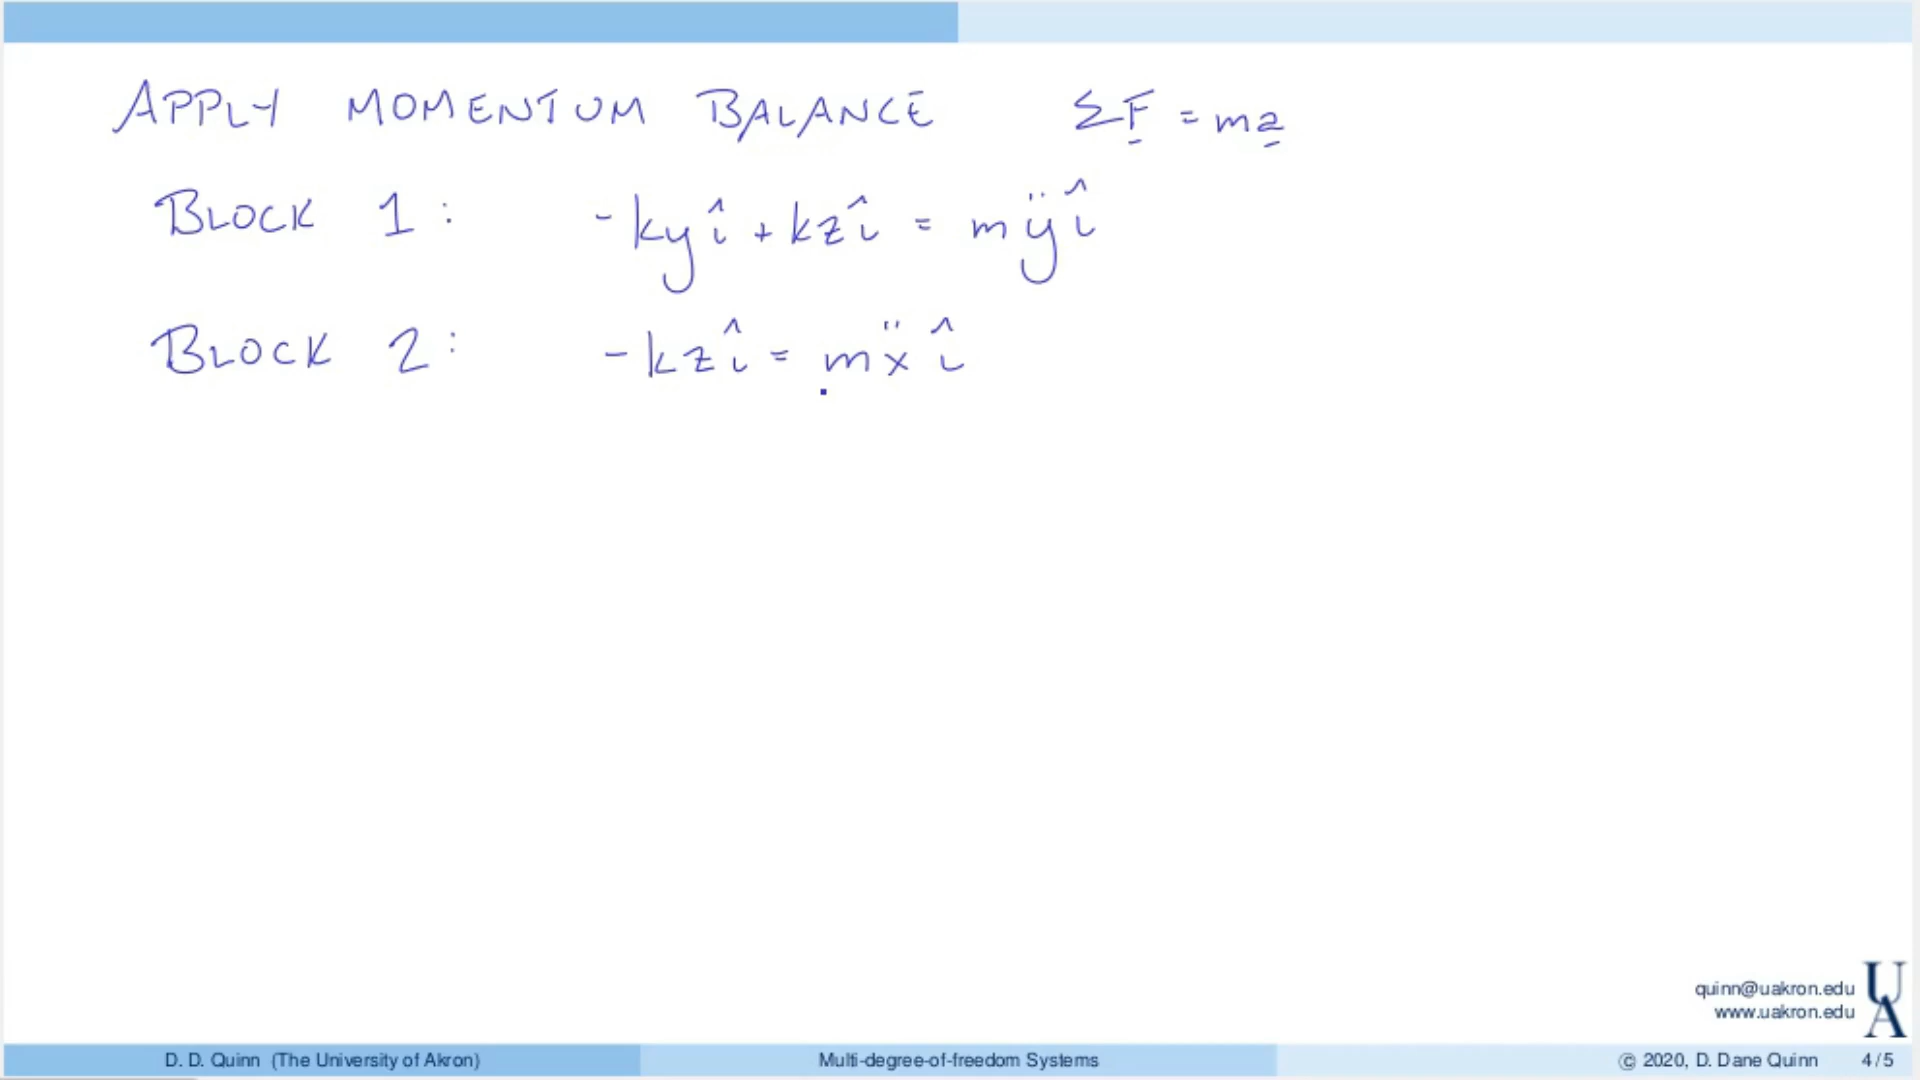 APPLY MOMENTUM BALANCE ΣF = ma
BLOCK 1: -kyî + kzî = mÿî
BLOCK 2: -kzî = mẍî
quinn@uakron.edu
www.uakron.edu
UA
D. D. Quinn (The University of Akron) Multi-degree-of-freedom Systems © 2020, D. Dane Quinn 4/5